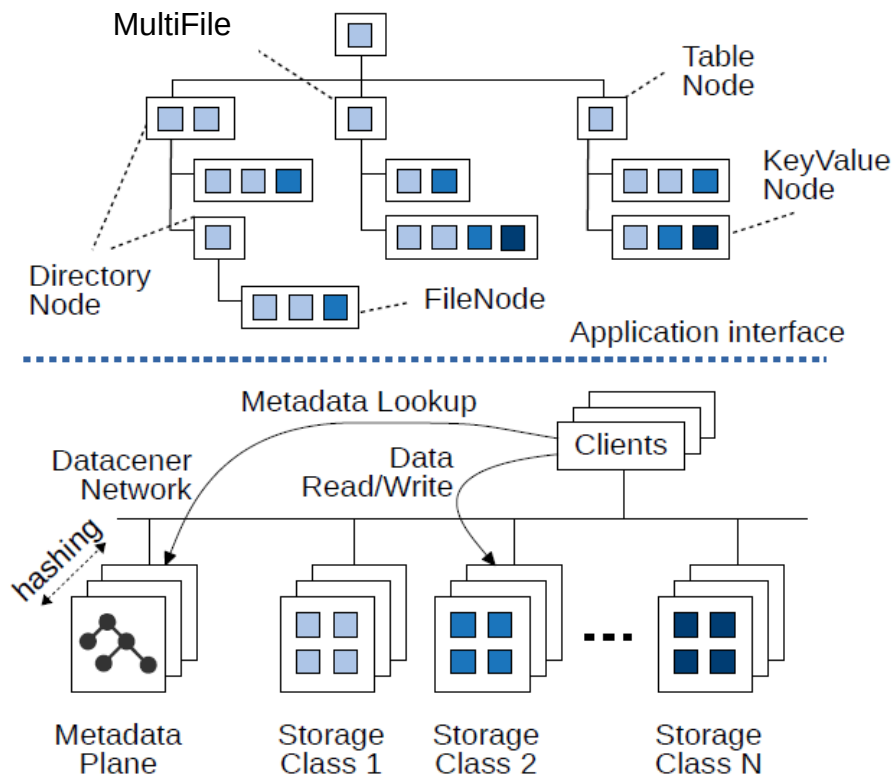 MultiFile
Table
Node
KeyValue
Node
Directory
Node
FileNode
Application interface
Metadata Lookup
Clients
Datacener
Network
Data
Read/Write
hashing
Metadata
Plane
Storage
Class 1
Storage
Class 2
Storage
Class N